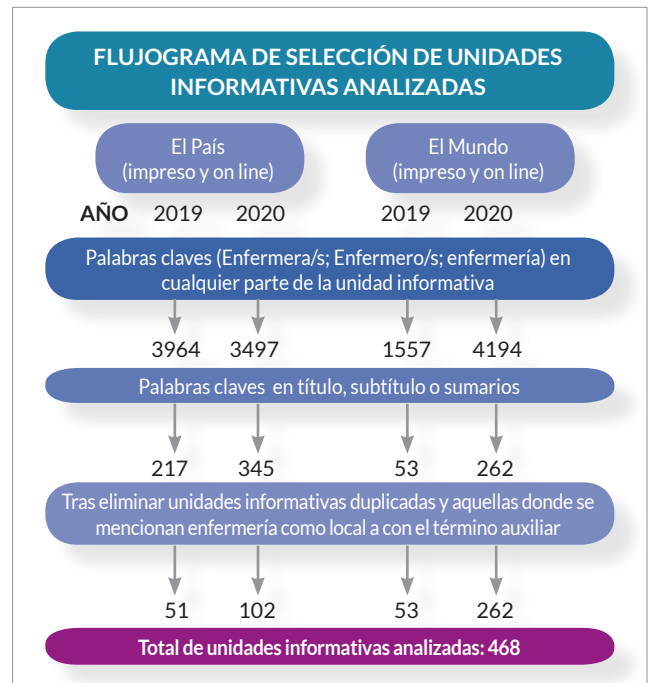 FLUJOGRAMA DE SELECCIÓN DE UNIDADES
INFORMATIVAS ANALIZADAS
El País
(impreso y on line)
El Mundo
(impreso y on line)
AÑO 2019 2020 2019 2020
Palabras claves (Enfermera/s; Enfermero/s; enfermería) en
cualquier parte de la unidad informativa
3964 3497 1557 4194
Palabras claves en título, subtítulo o sumarios
217 345 53 262
Tras eliminar unidades informativas duplicadas y aquellas donde se
mencionan enfermería como local a con el término auxiliar
51 102 53 262
Total de unidades informativas analizadas: 468